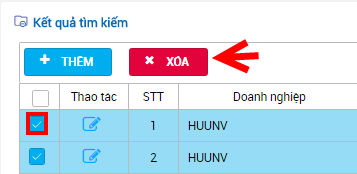 Kết quả tìm kiếm
THÊM XÓA
Thao tác STT Doanh nghiệp
1 HUUNV
2 HUUNV